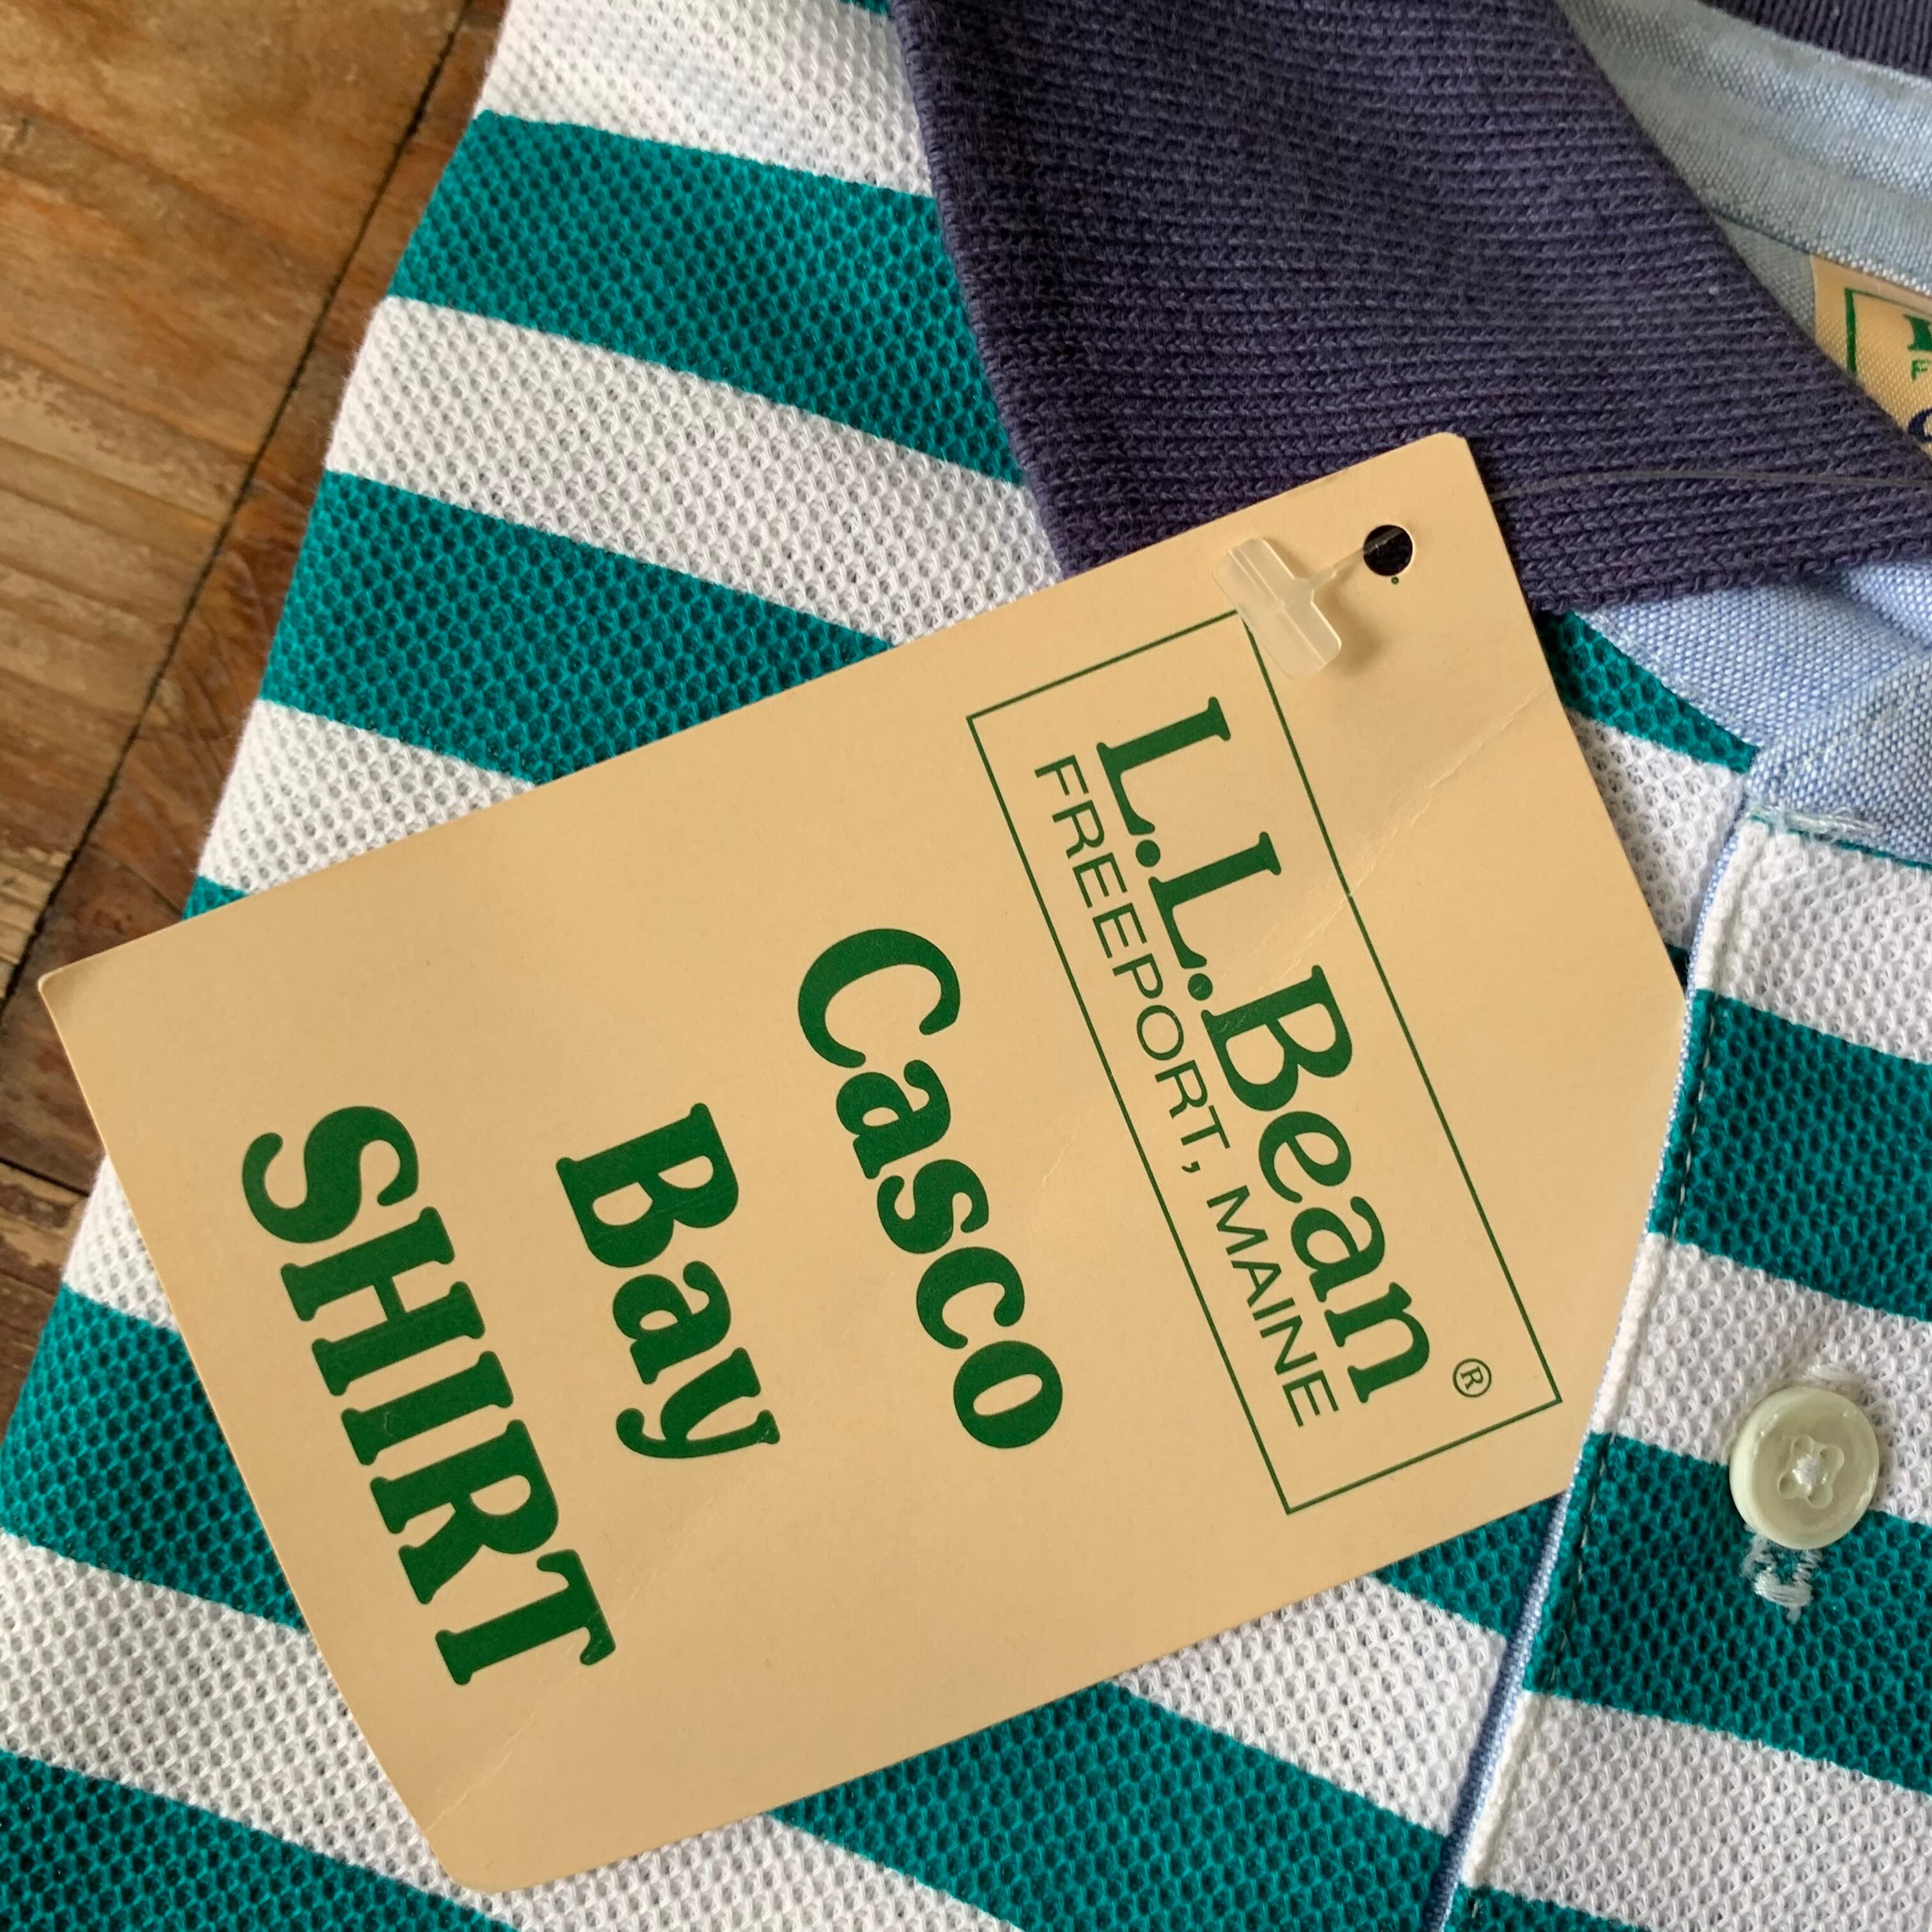 L.L.Bean®
FREEPORT, MAINE
Casco
Bay
SHIRT